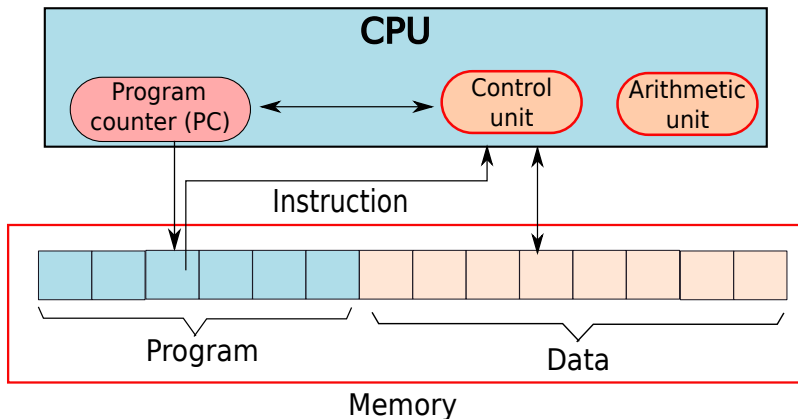 CPU
Program
counter (PC)
Control
unit
Arithmetic
unit
Instruction
Program
Data
Memory